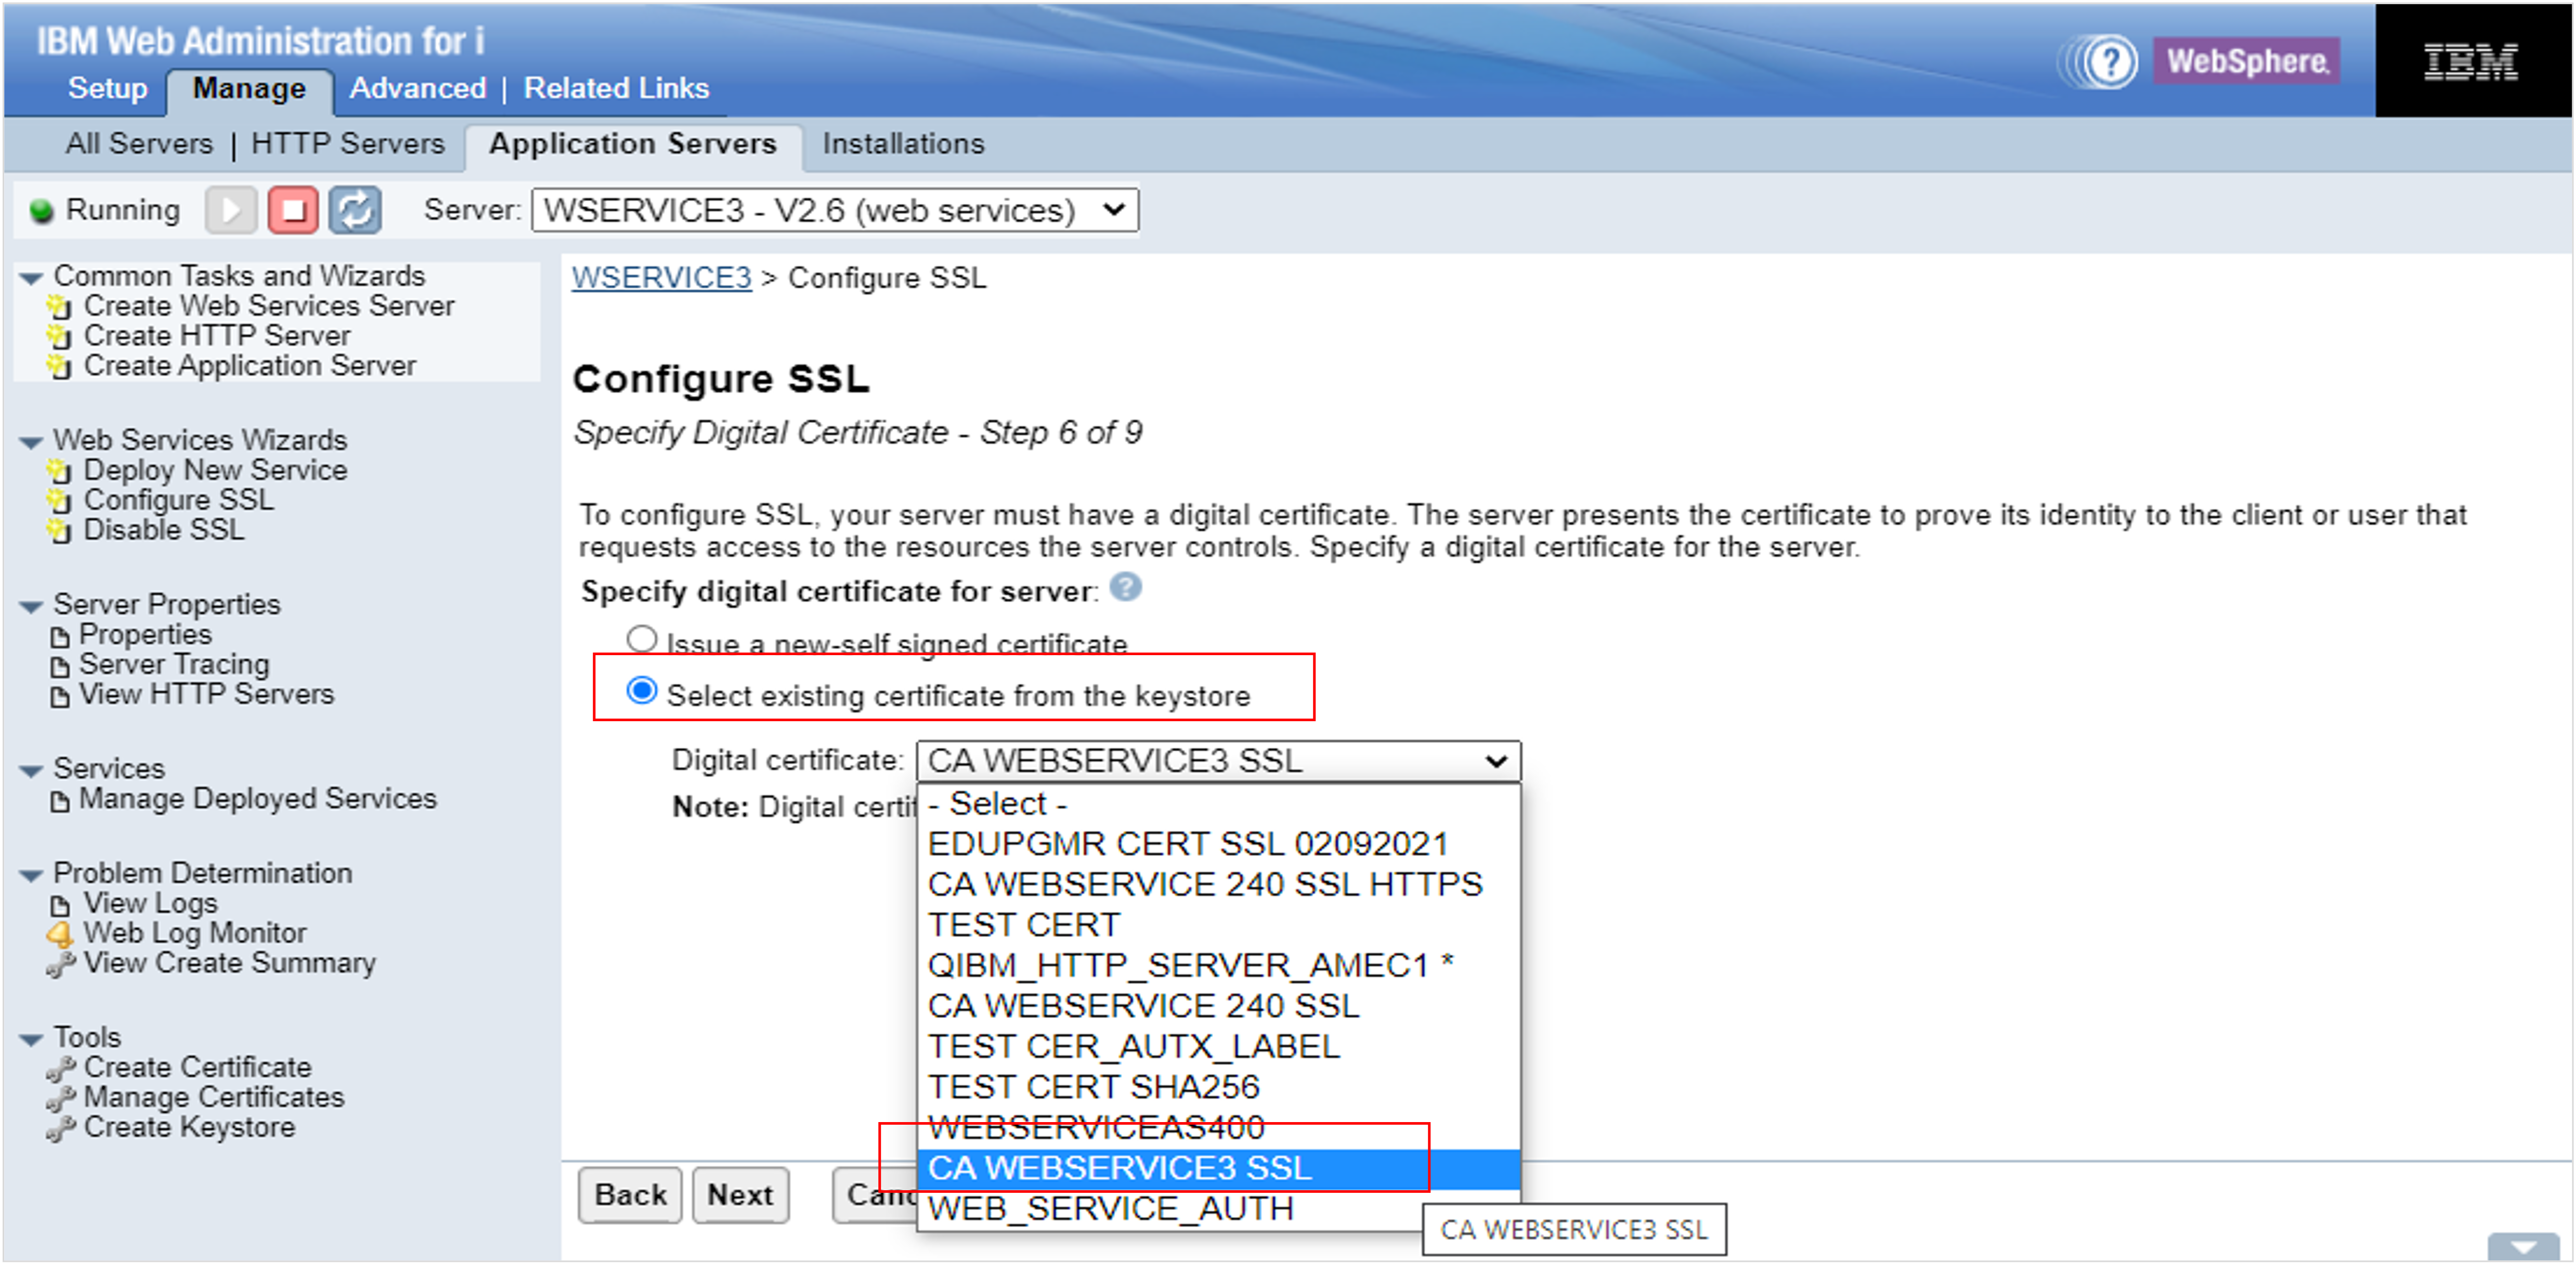 IBM Web Administration for i
Setup Manage Advanced | Related Links
? WebSphere. IBM
All Servers | HTTP Servers Application Servers Installations
Running Server: WSERVICE3 - V2.6 (web services)
Common Tasks and Wizards
Create Web Services Server
Create HTTP Server
Create Application Server
Web Services Wizards
Deploy New Service
Configure SSL
Disable SSL
Server Properties
Properties
Server Tracing
View HTTP Servers
Services
Manage Deployed Services
Problem Determination
View Logs
Web Log Monitor
View Create Summary
Tools
Create Certificate
Manage Certificates
Create Keystore
WSERVICE3 > Configure SSL
Configure SSL
Specify Digital Certificate - Step 6 of 9
To configure SSL, your server must have a digital certificate. The server presents the certificate to prove its identity to the client or user that
requests access to the resources the server controls. Specify a digital certificate for the server.
Specify digital certificate for server: ?
Issue a new-self signed certificate
Select existing certificate from the keystore
Digital certificate: CA WEBSERVICE3 SSL
Note: Digital certif
- Select -
EDUPGMR CERT SSL 02092021
CA WEBSERVICE 240 SSL HTTPS
TEST CERT
QIBM_HTTP_SERVER_AMEC1 *
CA WEBSERVICE 240 SSL
TEST CER_AUTX_LABEL
TEST CERT SHA256
WEBSERVICEAS400
CA WEBSERVICE3 SSL
WEB_SERVICE_AUTH
Back Next Canc
CA WEBSERVICE3 SSL